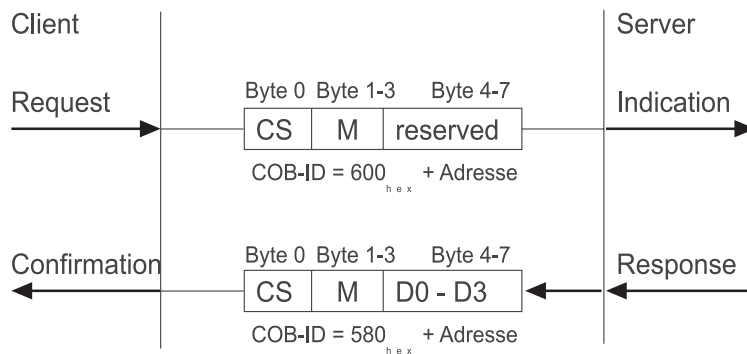 Client Server
Request Byte 0 Byte 1-3 Byte 4-7 Indication
CS M reserved
COB-ID = 600hex + Adresse
Confirmation Byte 0 Byte 1-3 Byte 4-7 Response
CS M D0 - D3
COB-ID = 580hex + Adresse